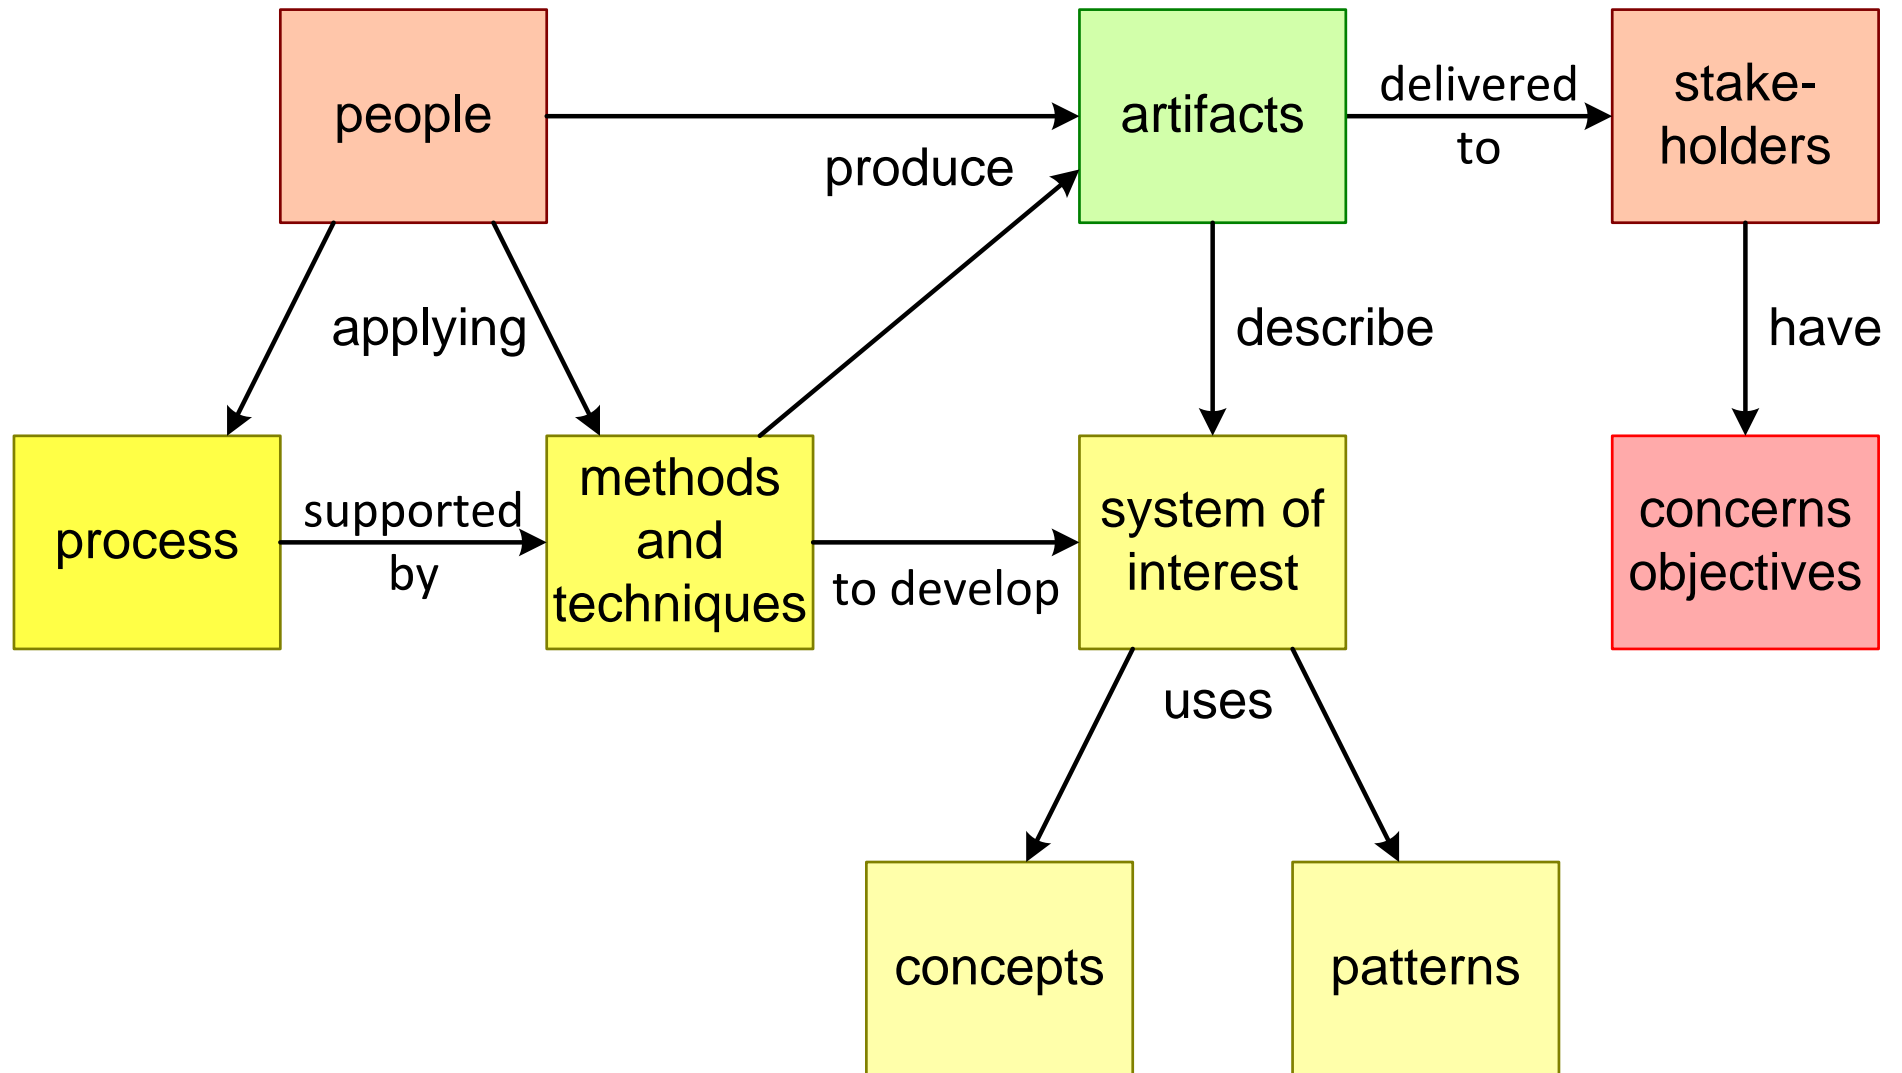 people
artifacts
delivered
to
stake-
holders
produce
applying
describe
have
process
supported
by
methods
and
techniques
to develop
system of
interest
concerns
objectives
uses
concepts
patterns